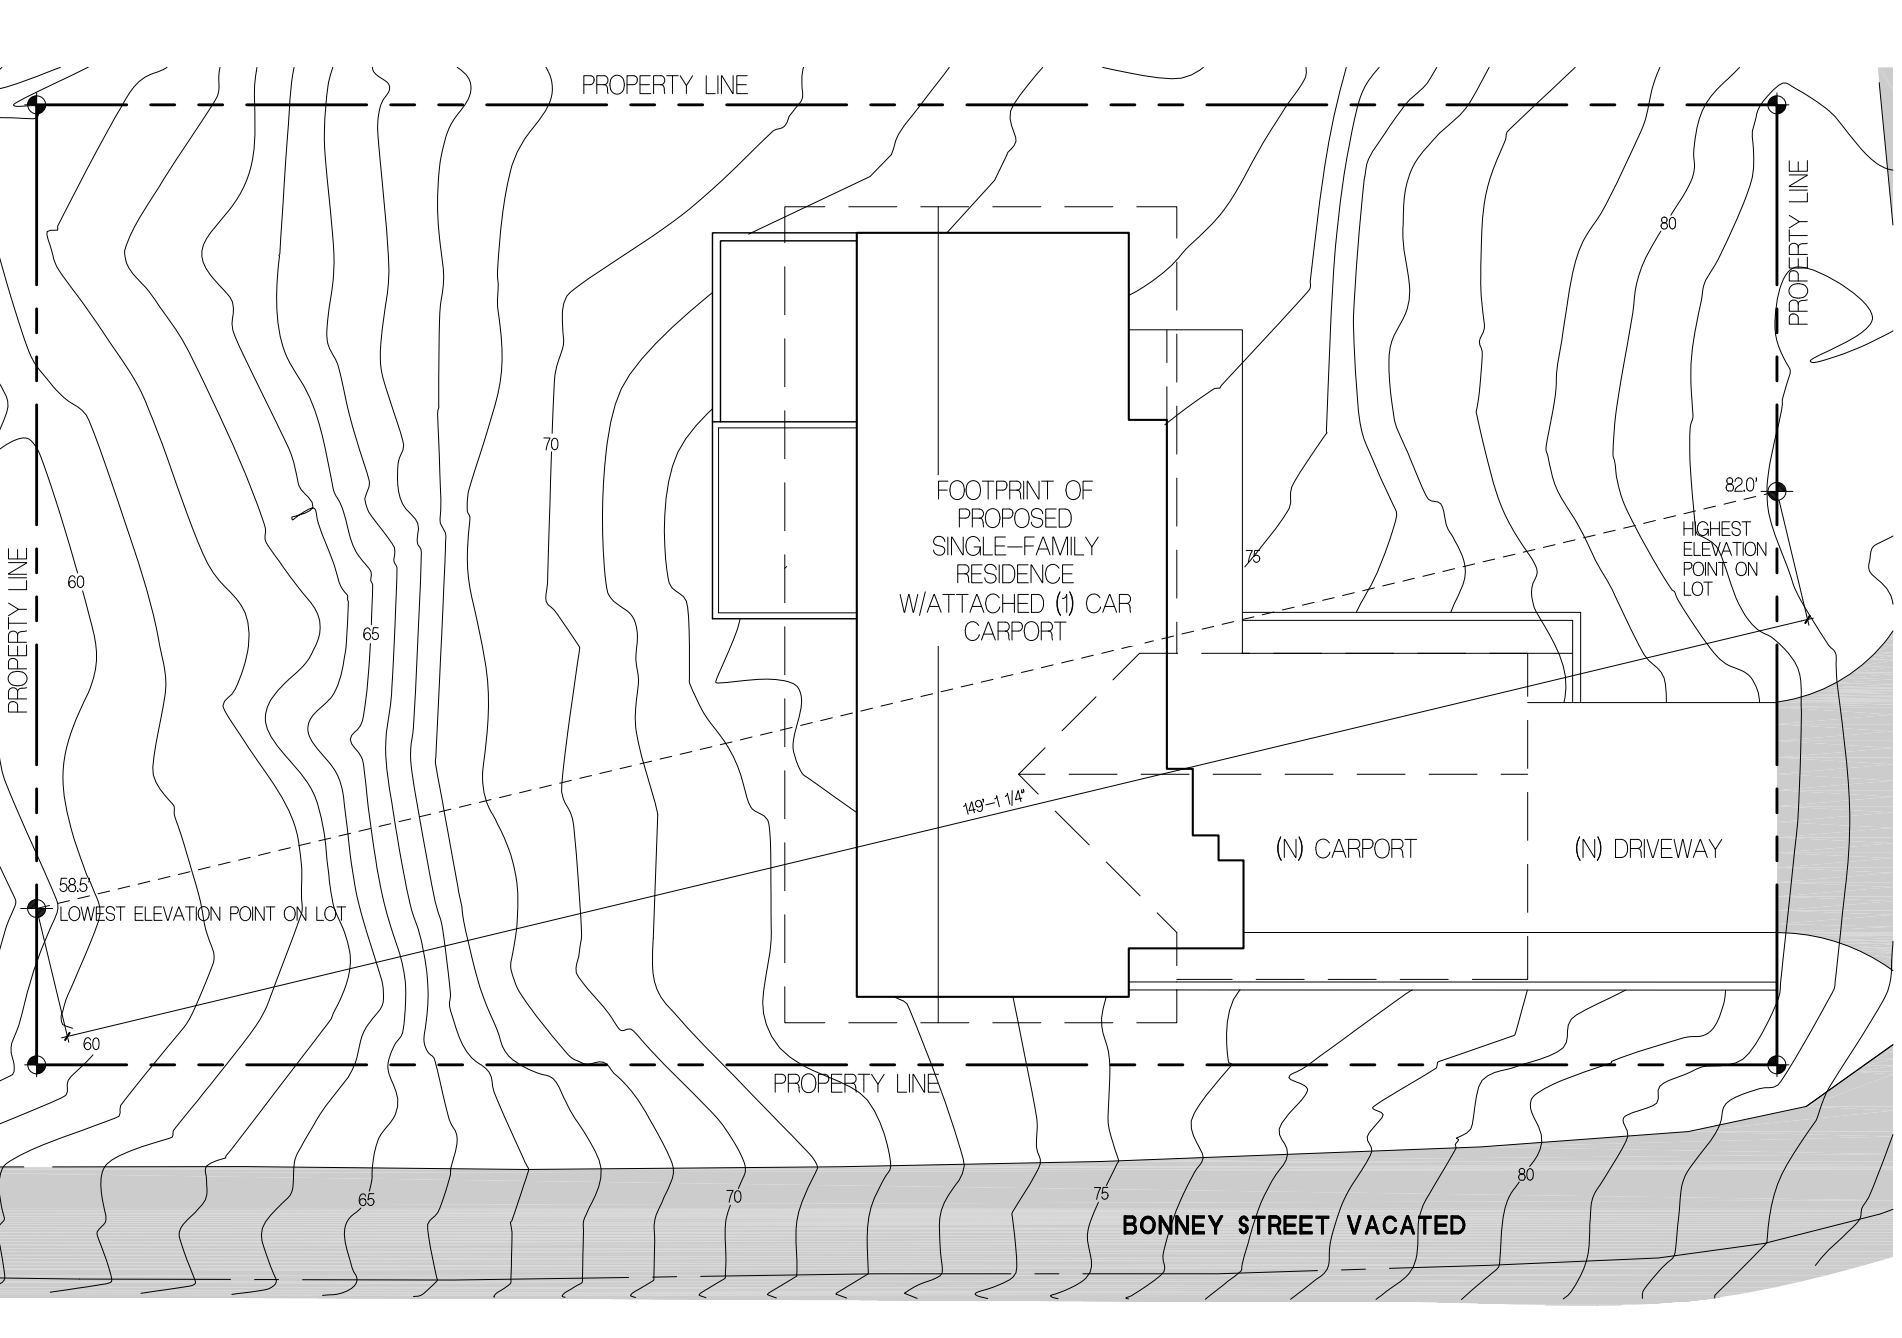 PROPERTY LINE
PROPERTY LINE
80
70
82.0'
FOOTPRINT OF
PROPOSED
SINGLE-FAMILY
RESIDENCE
W/ATTACHED (1) CAR
CARPORT
HIGHEST
ELEVATION
POINT ON
LOT
75
60
PROPERTY LINE
65
149'-1 1/4"
(N) CARPORT
(N) DRIVEWAY
58.5'
LOWEST ELEVATION POINT ON LOT
60
PROPERTY LINE
80
65
70
75
BONNEY STREET VACATED